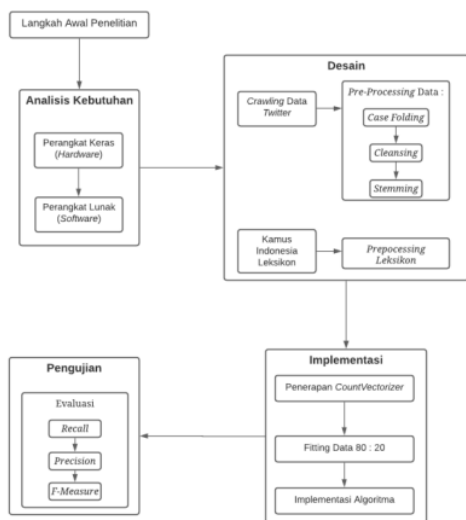 Langkah Awal Penelitian
Analisis Kebutuhan
Perangkat Keras
(Hardware)
Perangkat Lunak
(Software)
Desain
Crawling Data
Twitter
Pre-Processing Data :
Case Folding
Cleansing
Stemming
Kamus
Indonesia
Leksikon
Prepocessing
Leksikon
Implementasi
Penerapan CountVectorizer
Fitting Data 80 : 20
Implementasi Algoritma
Pengujian
Evaluasi
Recall
Precision
F-Measure